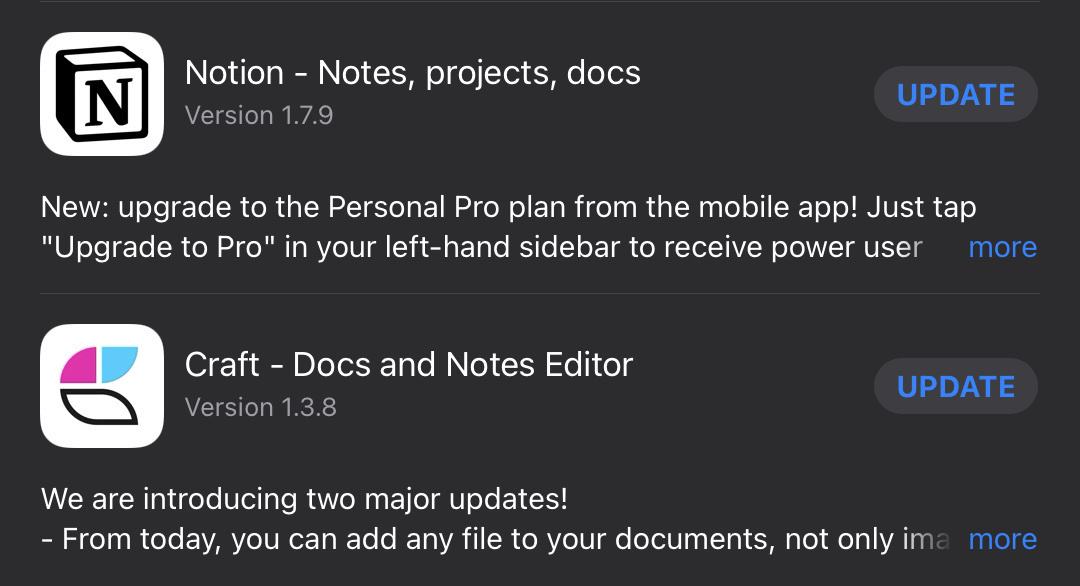 N
Notion - Notes, projects, docs
Version 1.7.9
UPDATE
New: upgrade to the Personal Pro plan from the mobile app! Just tap
"Upgrade to Pro" in your left-hand sidebar to receive power user more
Craft - Docs and Notes Editor
Version 1.3.8
UPDATE
We are introducing two major updates!
- From today, you can add any file to your documents, not only ima more